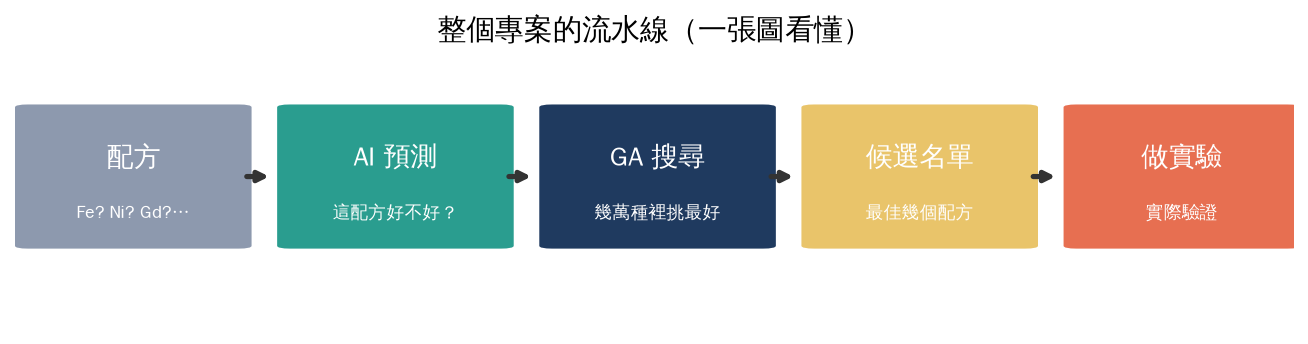 整個專案的流水線（一張圖看懂）
配方
Fe? Ni? Gd?⋯
AI 預測
這配方好不好？
GA 搜尋
幾萬種裡挑最好
候選名單
最佳幾個配方
做實驗
實際驗證